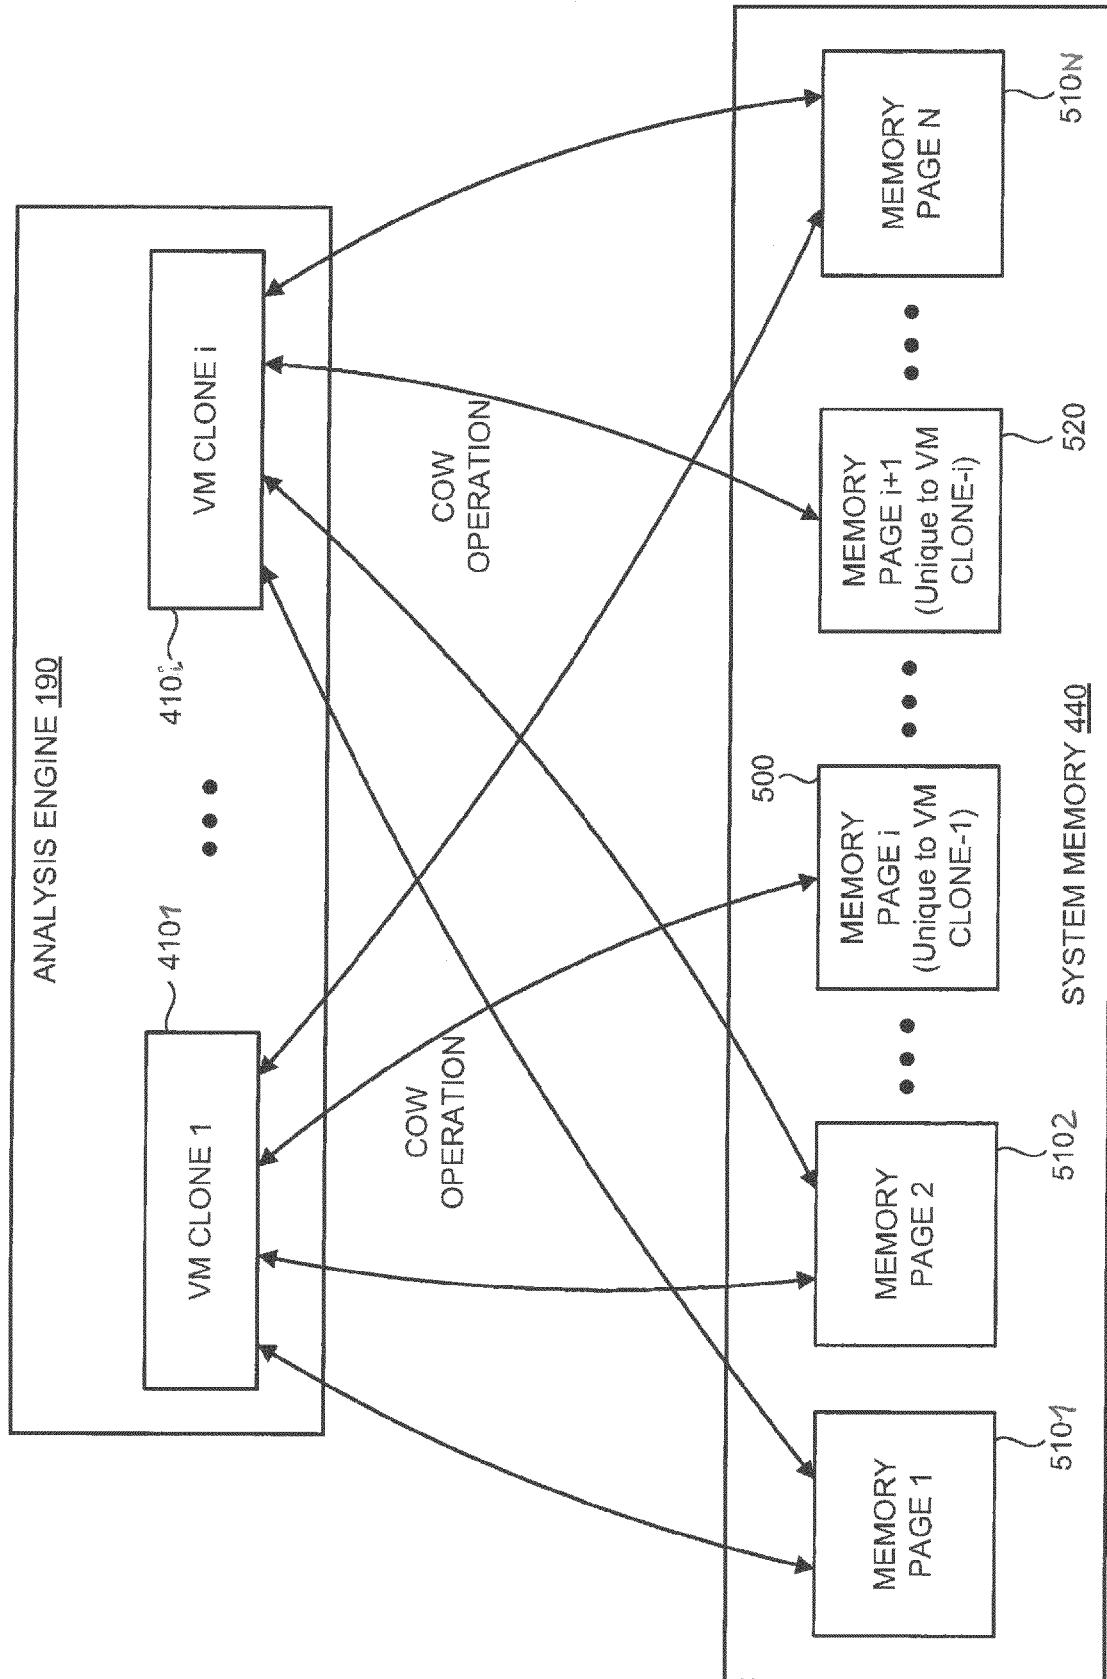 ANALYSIS ENGINE 190
4101
410i
VM CLONE 1
VM CLONE i
COW
OPERATION
COW
OPERATION
500
MEMORY
PAGE 1
MEMORY
PAGE 2
MEMORY
PAGE i
(Unique to VM
CLONE-1)
MEMORY
PAGE i+1
(Unique to VM
CLONE-i)
MEMORY
PAGE N
5101
5102
520
510N
SYSTEM MEMORY 440